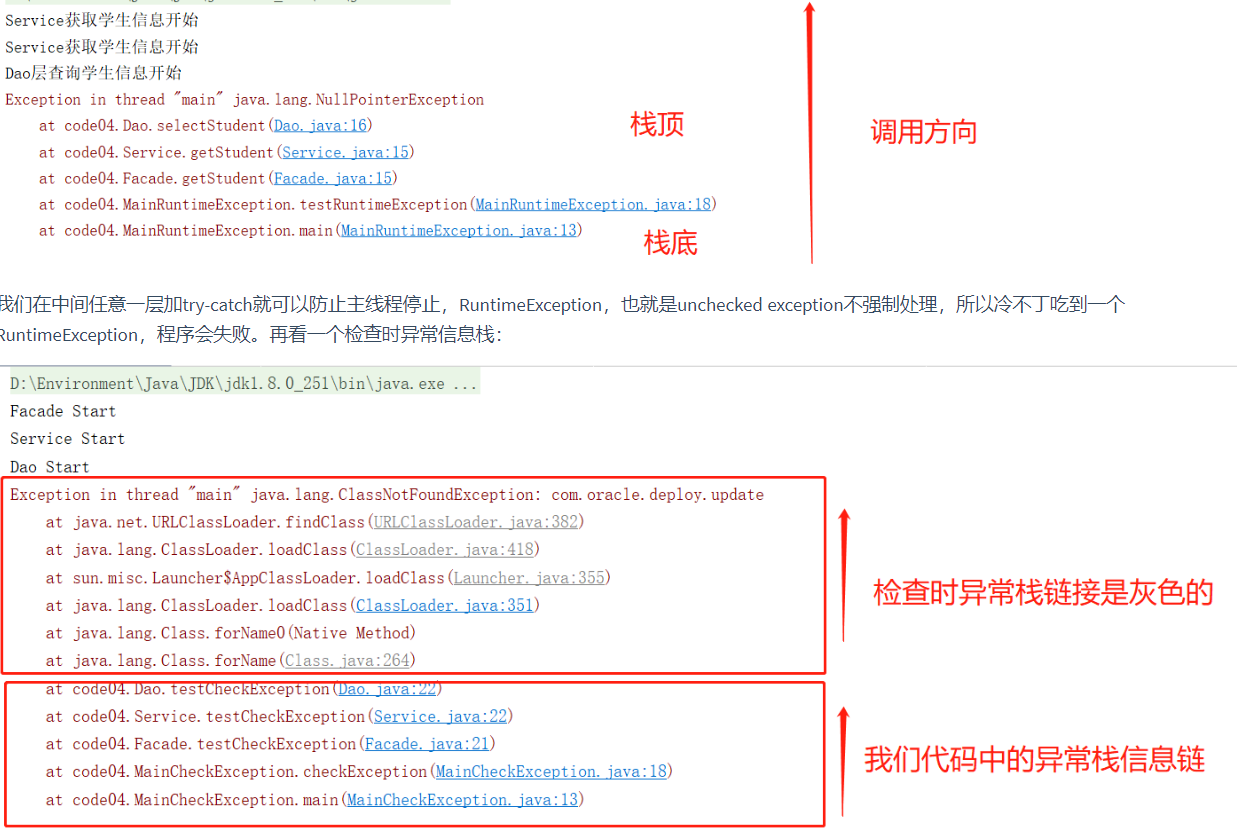 Service获取学生信息开始
Service获取学生信息开始
Dao层查询学生信息开始
Exception in thread "main" java.lang.NullPointerException
at code04.Dao.selectStudent(Dao.java:16)
栈顶
调用方向
at code04.Service.getStudent(Service.java:15)
at code04.Facade.getStudent(Facade.java:15)
at code04.MainRuntimeException.testRuntimeException(MainRuntimeException.java:18)
at code04.MainRuntimeException.main(MainRuntimeException.java:13)
栈底
我们在中间任意一层加try-catch就可以防止主线程停止，RuntimeException，也就是unchecked exception不强制处理，所以冷不丁吃到一个
RuntimeException，程序会失败。再看一个检查时异常信息栈：
D:\Environment\Java\JDK\jdk1.8.0_251\bin\java.exe ...
Facade Start
Service Start
Dao Start
Exception in thread "main" java.lang.ClassNotFoundException: com.oracle.deploy.update
at java.net.URLClassLoader.findClass(URLClassLoader.java:382)
at java.lang.ClassLoader.loadClass(ClassLoader.java:418)
at sun.misc.Launcher$AppClassLoader.loadClass(Launcher.java:355)
检查时异常栈链接是灰色的
at java.lang.ClassLoader.loadClass(ClassLoader.java:351)
at java.lang.Class.forName0(Native Method)
at java.lang.Class.forName(Class.java:264)
at code04.Dao.testCheckException(Dao.java:22)
at code04.Service.testCheckException(Service.java:22)
at code04.Facade.testCheckException(Facade.java:21)
我们代码中的异常栈信息链
at code04.MainCheckException.checkException(MainCheckException.java:18)
at code04.MainCheckException.main(MainCheckException.java:13)